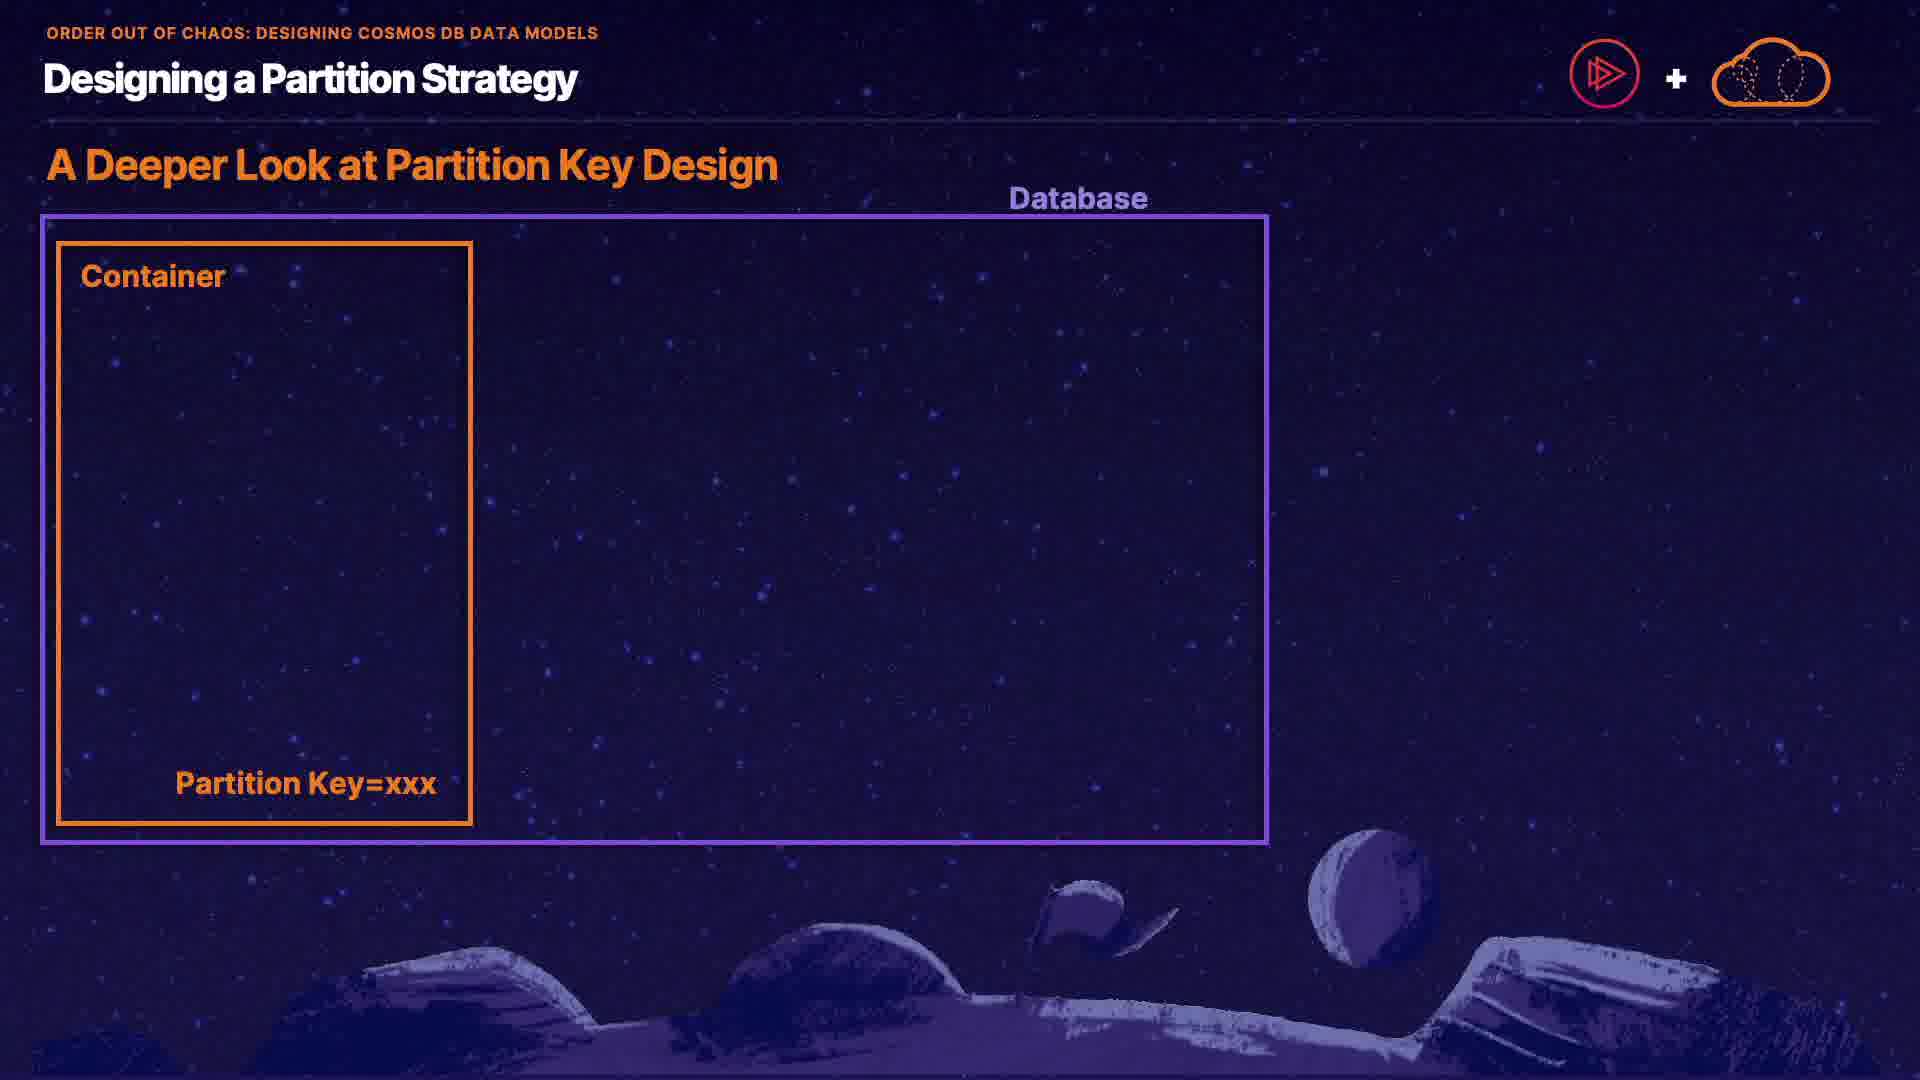 ORDER OUT OF CHAOS: DESIGNING COSMOS DB DATA MODELS
Designing a Partition Strategy
A Deeper Look at Partition Key Design
Database
Container
Partition Key=xxx